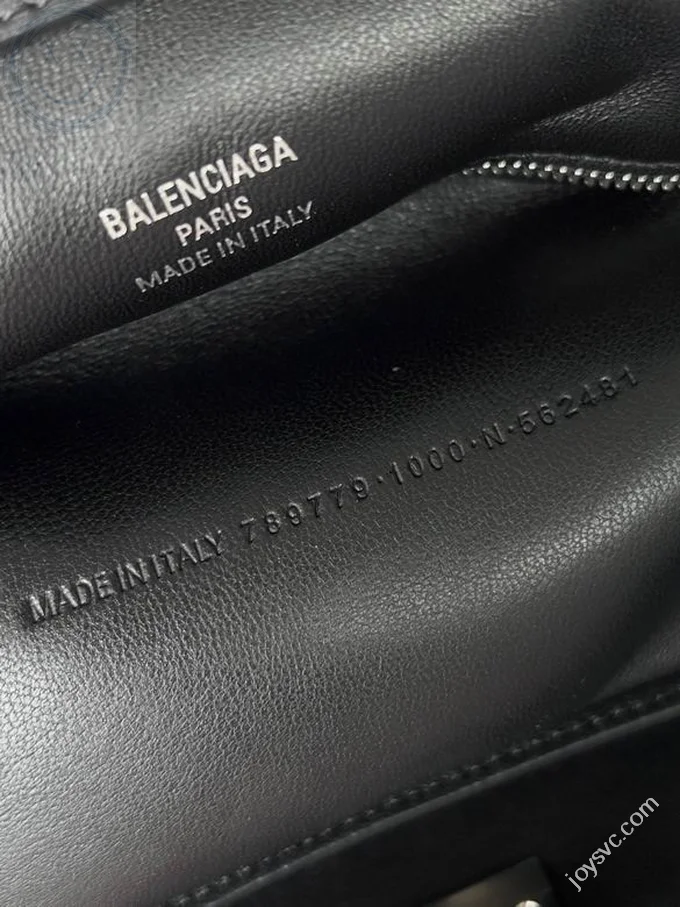 BALENCIAGA
PARIS
MADE IN ITALY
MADE IN ITALY 789779·1000·N·562481
joysvc.com